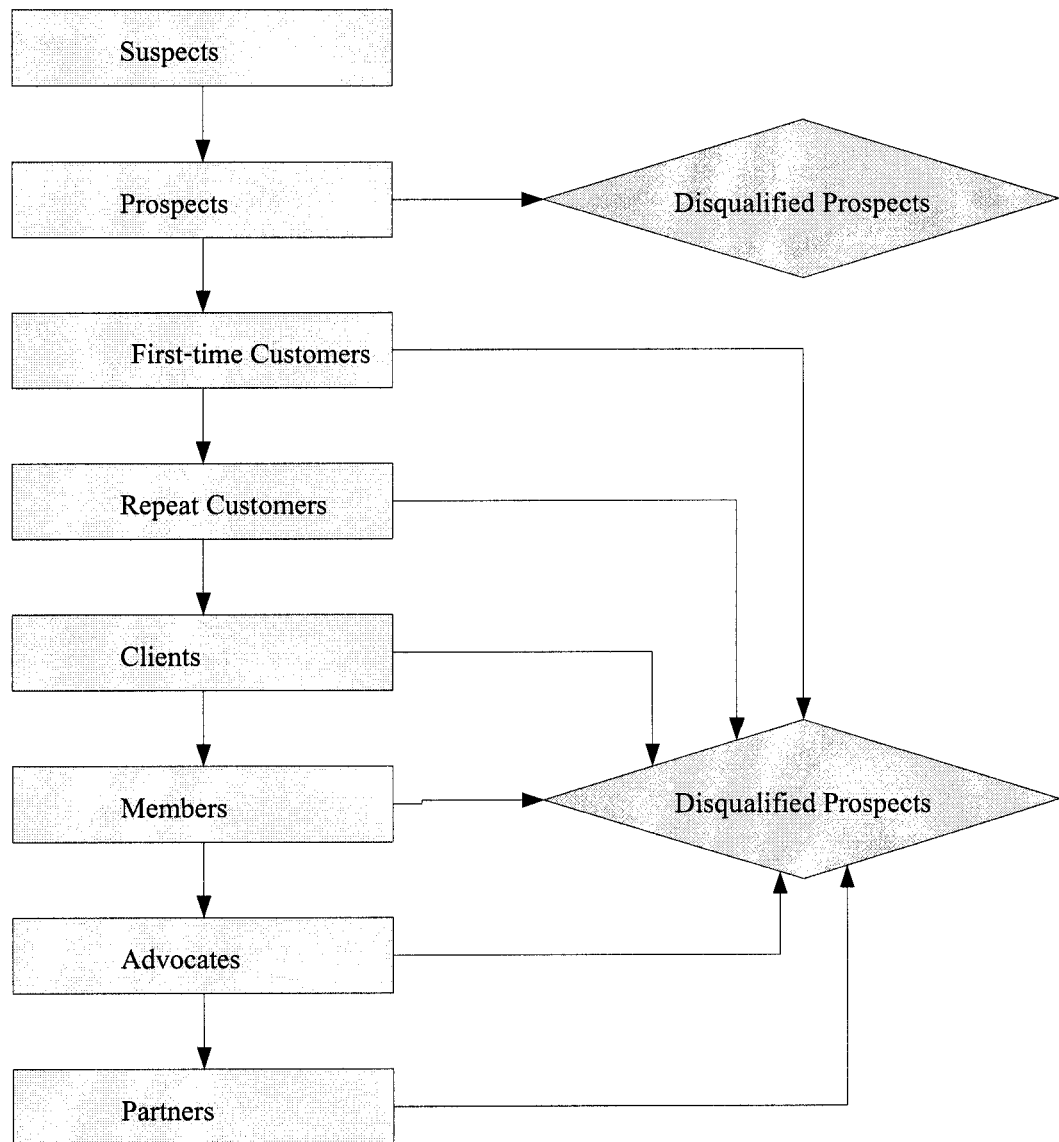 Suspects
Prospects
Disqualified Prospects
First-time Customers
Repeat Customers
Clients
Members
Disqualified Prospects
Advocates
Partners